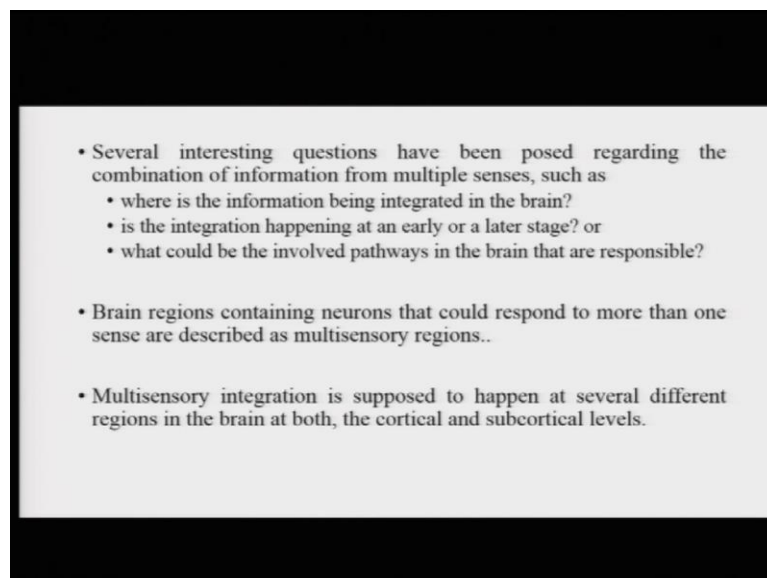 • Several interesting questions have been posed regarding the
combination of information from multiple senses, such as
• where is the information being integrated in the brain?
• is the integration happening at an early or a later stage? or
• what could be the involved pathways in the brain that are responsible?
• Brain regions containing neurons that could respond to more than one
sense are described as multisensory regions..
• Multisensory integration is supposed to happen at several different
regions in the brain at both, the cortical and subcortical levels.